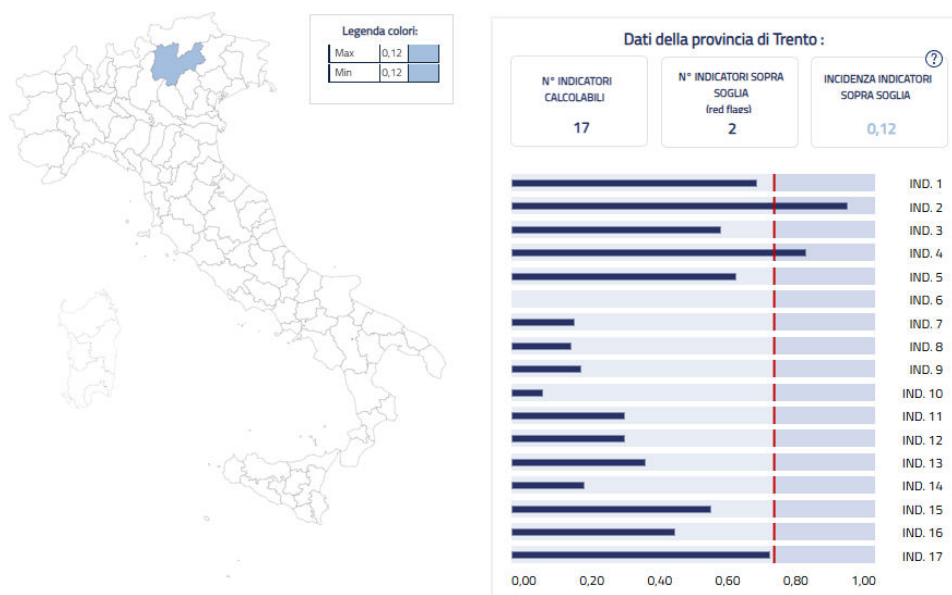 Legenda colori:
Max 0,12
Min 0,12
Dati della provincia di Trento :
?
N° INDICATORI
CALCOLABILI
17
N° INDICATORI SOPRA
SOGLIA
(red flags)
2
INCIDENZA INDICATORI
SOPRA SOGLIA
0,12
IND. 1
IND. 2
IND. 3
IND. 4
IND. 5
IND. 6
IND. 7
IND. 8
IND. 9
IND. 10
IND. 11
IND. 12
IND. 13
IND. 14
IND. 15
IND. 16
IND. 17
0,00 0,20 0,40 0,60 0,80 1,00